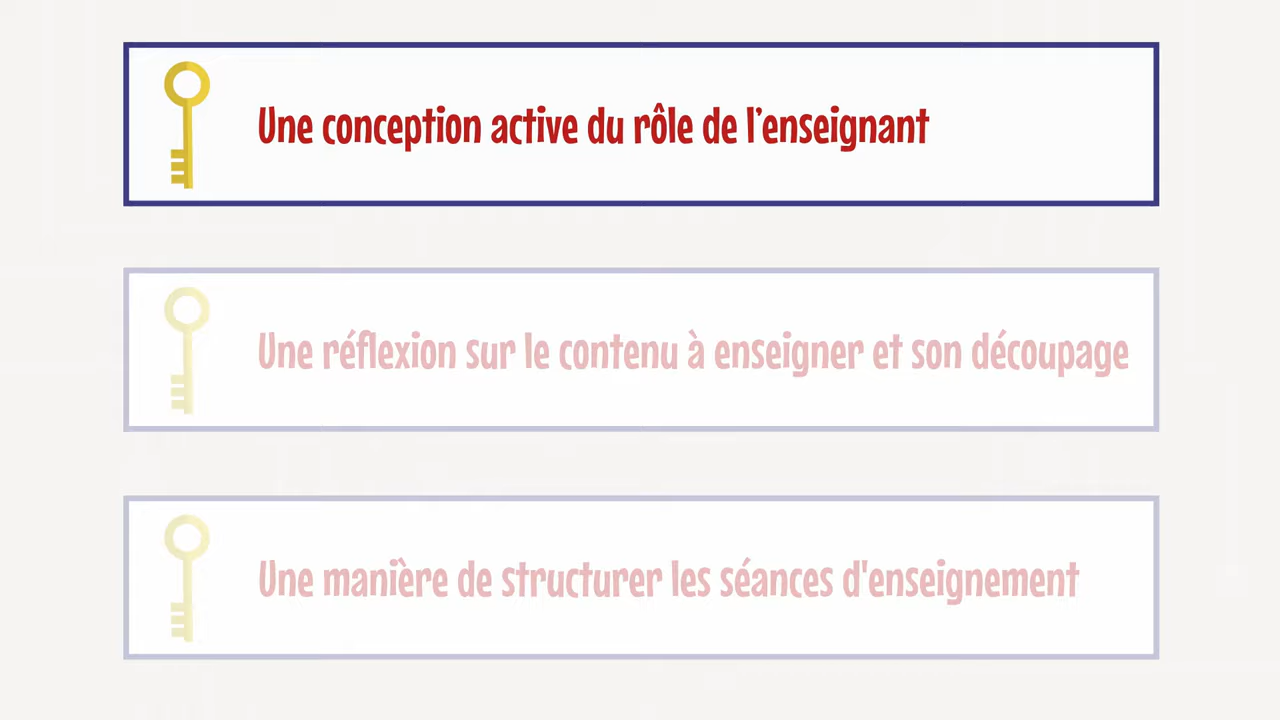 Une conception active du rôle de l’enseignant
Une réflexion sur le contenu à enseigner et son découpage
Une manière de structurer les séances d'enseignement